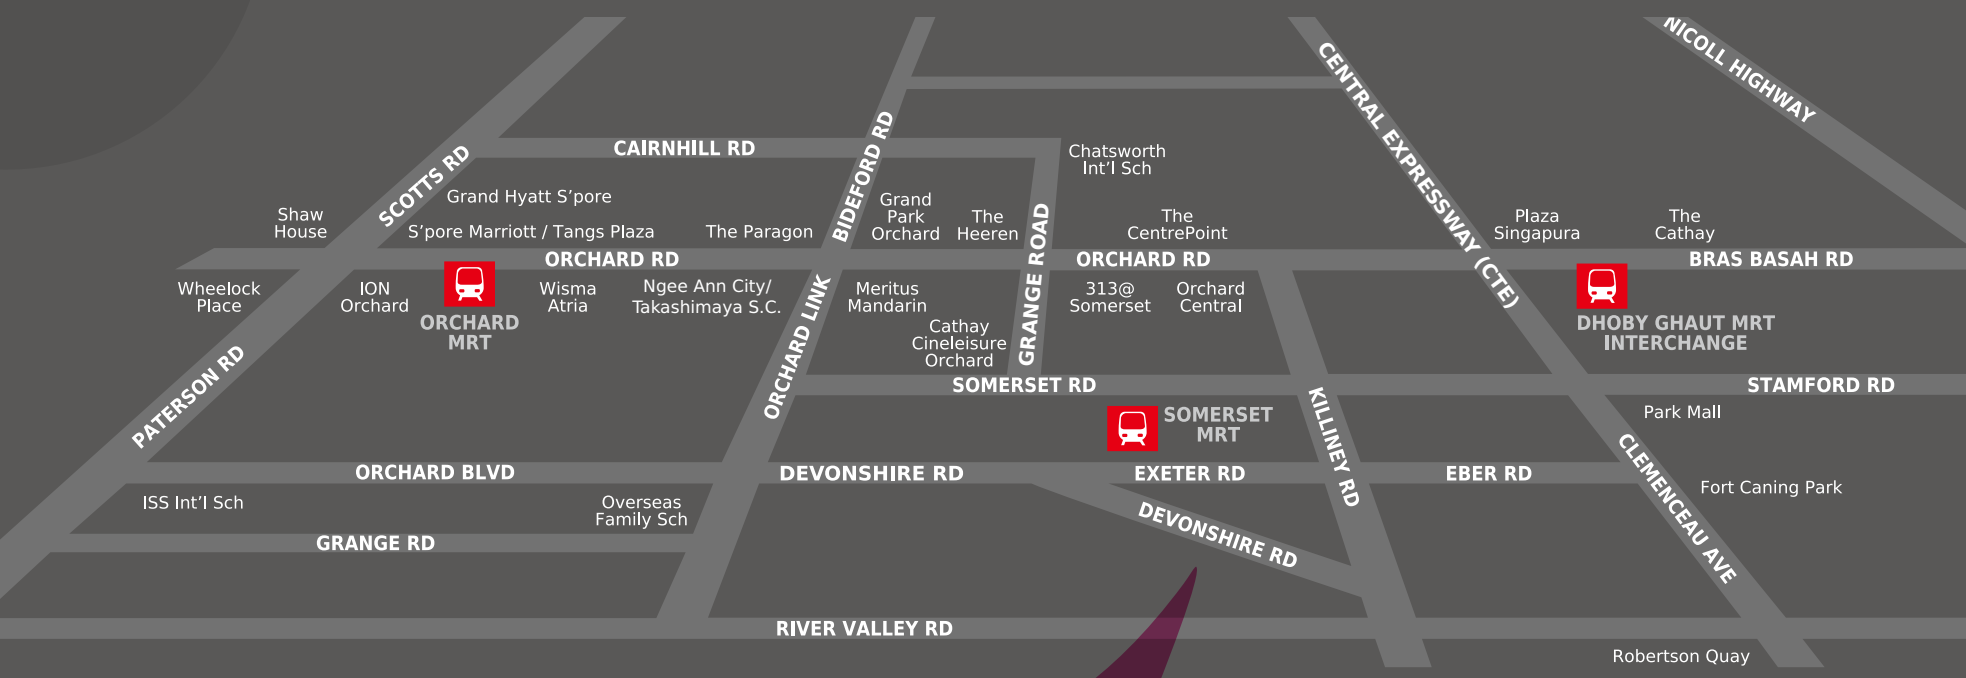 NICOLL HIGHWAY
CENTRAL EXPRESSWAY (CTE)
CAIRNHILL RD
BIDEFORD RD
SCOTTS RD
Chatsworth
Int'l Sch
Grand Hyatt S'pore
Shaw
House
S'pore Marriott / Tangs Plaza
The Paragon
Grand
Park
Orchard
The
Heeren
GRANGE ROAD
The
CentrePoint
Plaza
Singapura
The
Cathay
ORCHARD RD
ORCHARD RD
BRAS BASAH RD
Wheelock
Place
ION
Orchard
ORCHARD
MRT
Wisma
Atria
Ngee Ann City/
Takashimaya S.C.
ORCHARD LINK
Meritus
Mandarin
Cathay
Cineleisure
Orchard
313@
Somerset
Orchard
Central
DHOBY GHAUT MRT
INTERCHANGE
PATERSON RD
SOMERSET RD
STAMFORD RD
SOMERSET
MRT
KILLINEY RD
Park Mall
CLEMENCEAU AVE
ORCHARD BLVD
DEVONSHIRE RD
EXETER RD
EBER RD
Fort Caning Park
ISS Int'l Sch
Overseas
Family Sch
DEVONSHIRE RD
GRANGE RD
RIVER VALLEY RD
Robertson Quay